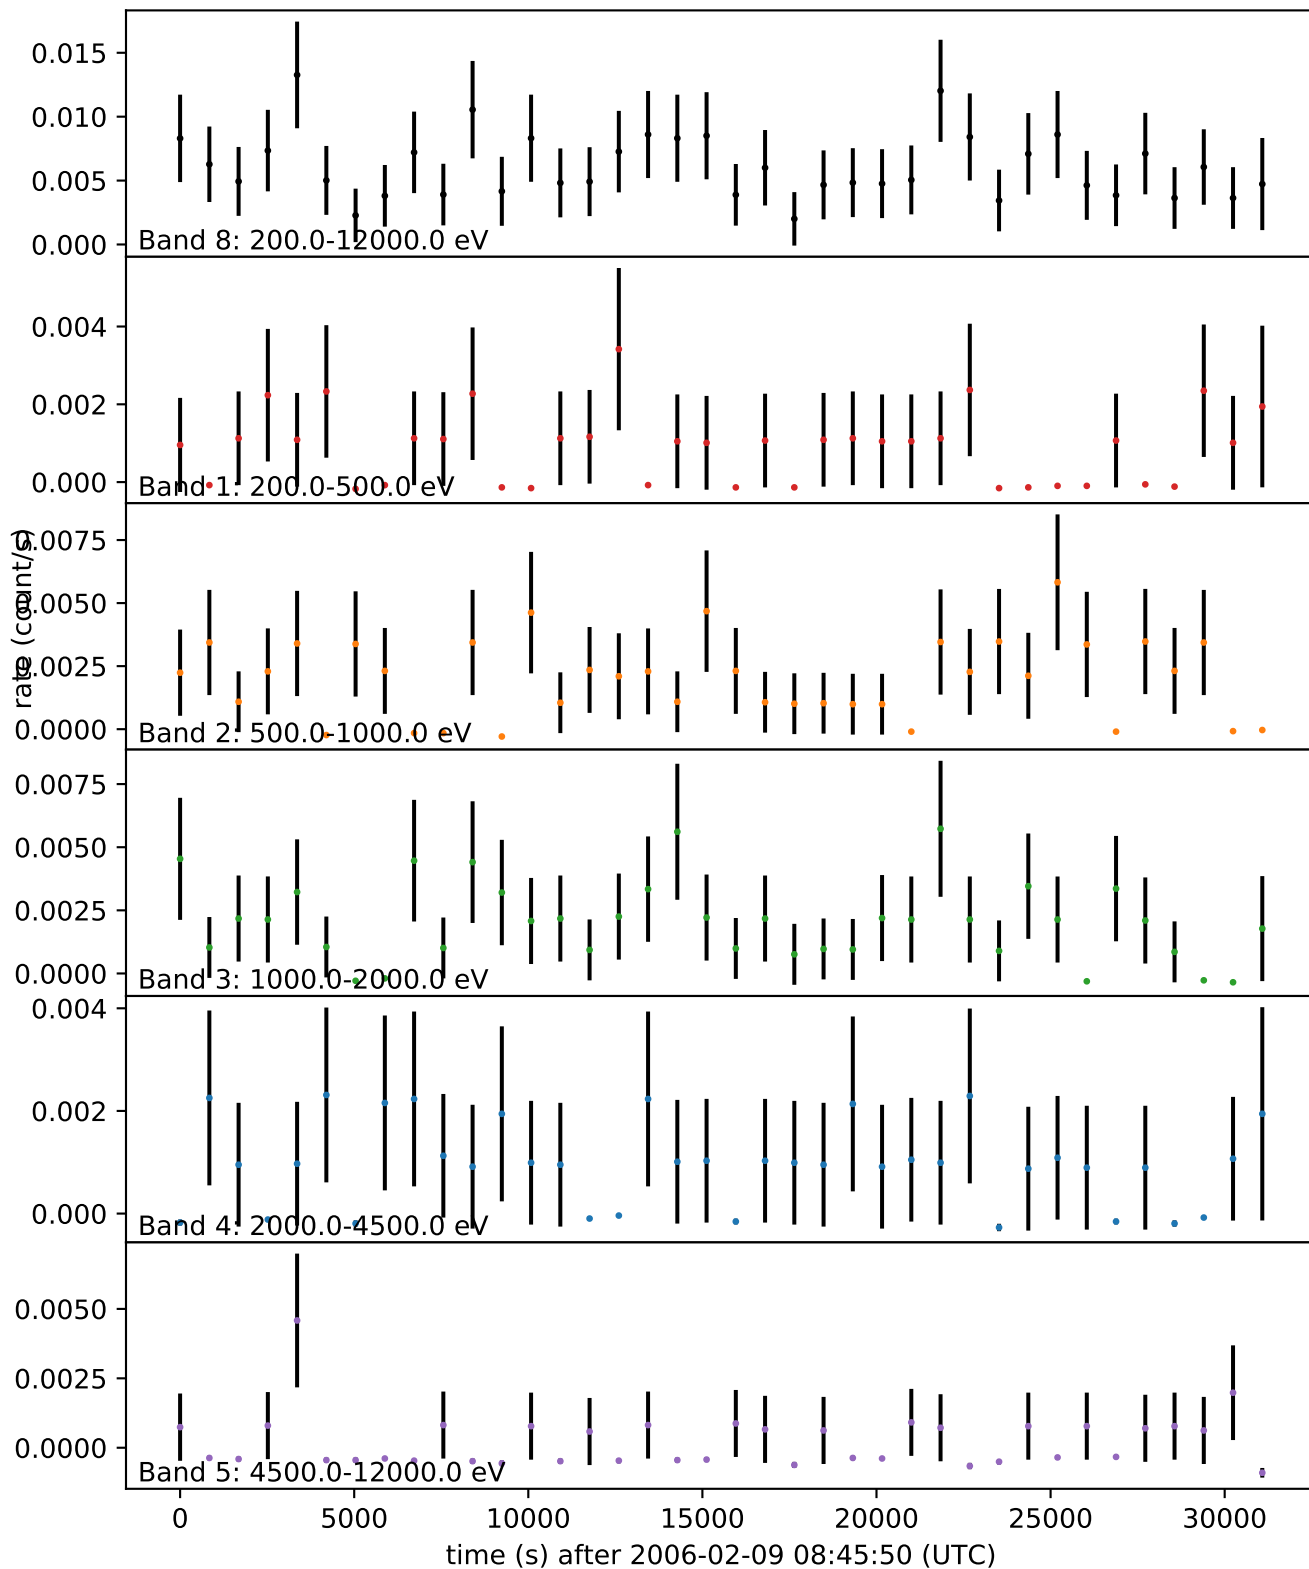 0.015
0.010
0.005
0.000
Band 8: 200.0-12000.0 eV
0.004
0.002
0.000
Band 1: 200.0-500.0 eV
rate (count/s)
0.0075
0.0050
0.0025
0.0000
Band 2: 500.0-1000.0 eV
0.0075
0.0050
0.0025
0.0000
Band 3: 1000.0-2000.0 eV
0.004
0.002
0.000
Band 4: 2000.0-4500.0 eV
0.0050
0.0025
0.0000
Band 5: 4500.0-12000.0 eV
0 5000 10000 15000 20000 25000 30000
time (s) after 2006-02-09 08:45:50 (UTC)